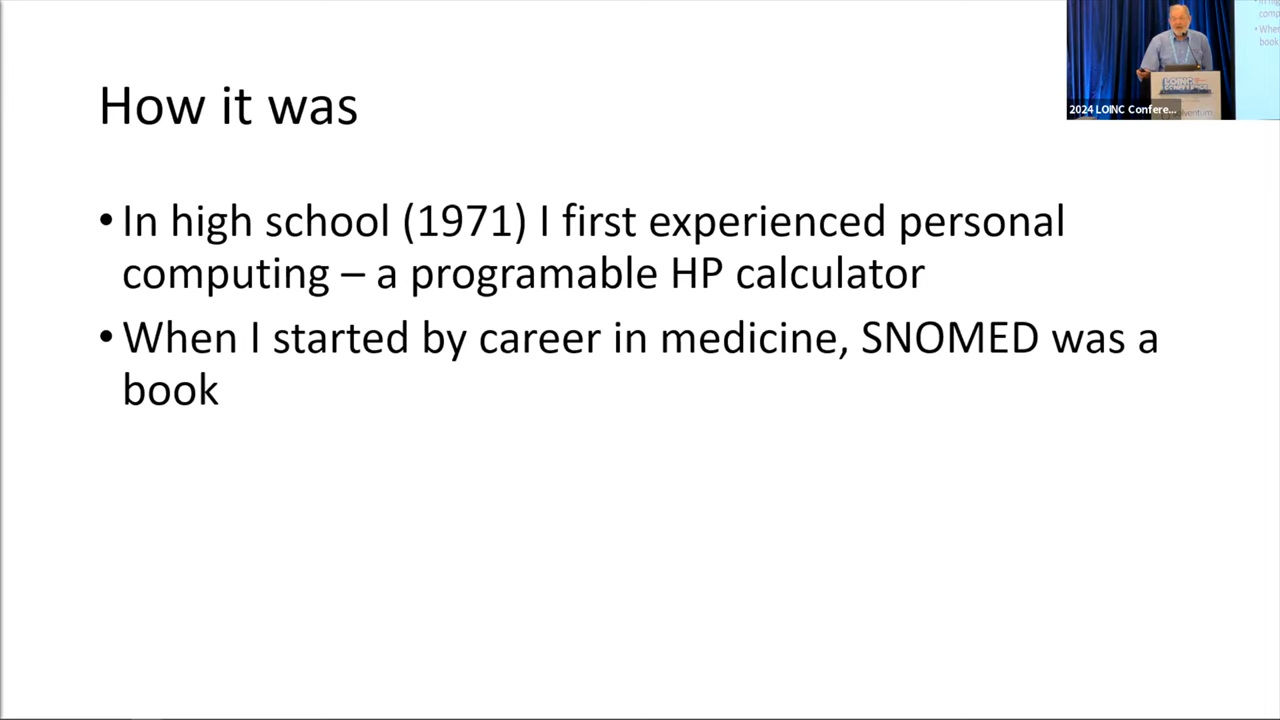 How it was
• In high school (1971) I first experienced personal
computing – a programable HP calculator
• When I started by career in medicine, SNOMED was a
book
2024 LOINC Confere...
LOINC